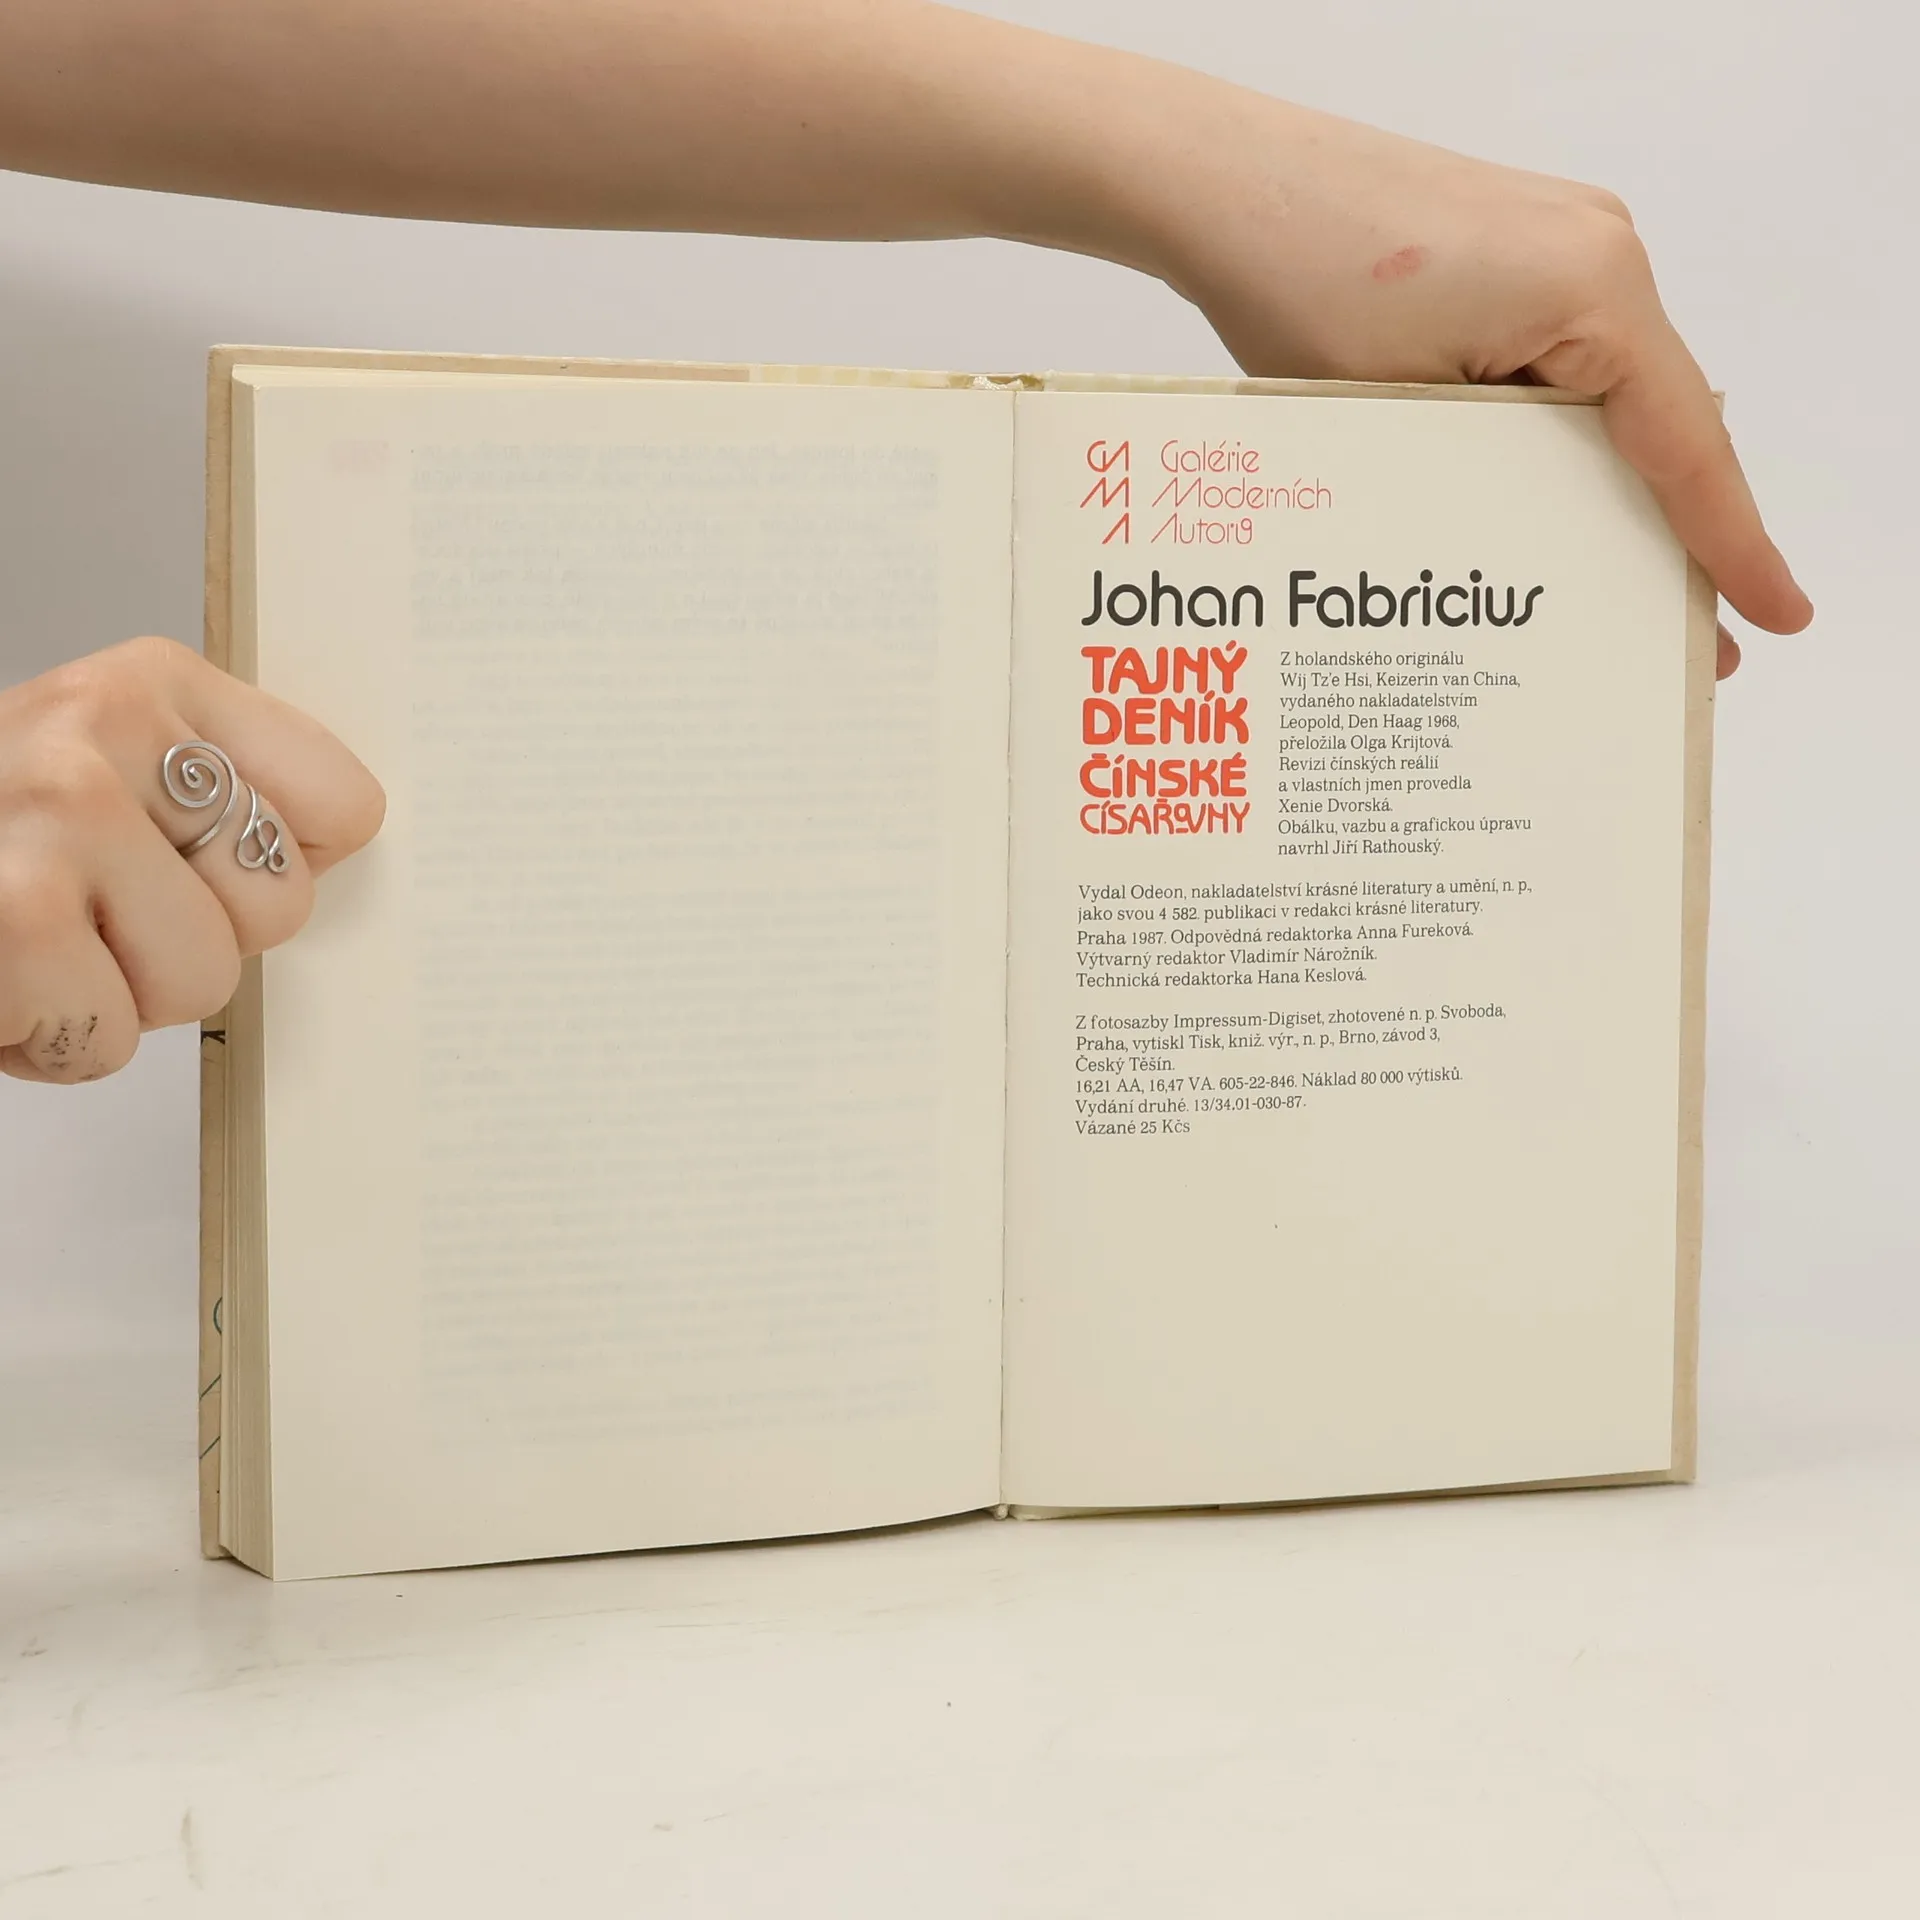 GM Galérie
M Moderních
A Autorů
Johan Fabricius
TAJNÝ
DENÍK
ČÍNSKÉ
CÍSAŘOVNY
Z holandského originálu
Wij Tz'e Hsi, Keizerin van China,
vydaného nakladatelstvím
Leopold, Den Haag 1968,
přeložila Olga Krijtová.
Revizi čínských reálií
a vlastních jmen provedla
Xenie Dvorská.
Obálku, vazbu a grafickou úpravu
navrhl Jiří Rathouský.
Vydal Odeon, nakladatelství krásné literatury a umění, n. p.,
jako svou 4 582. publikaci v redakci krásné literatury.
Praha 1987. Odpovědná redaktorka Anna Fureková.
Výtvarný redaktor Vladimír Nárožník.
Technická redaktorka Hana Keslová.
Z fotosazby Impressum-Digiset, zhotovené n. p. Svoboda,
Praha, vytiskl Tisk, kniž. výr., n. p., Brno, závod 3,
Český Těšín.
16,21 AA, 16,47 VA. 605-22-846. Náklad 80 000 výtisků.
Vydání druhé. 13/34.01-030-87.
Vázané 25 Kčs